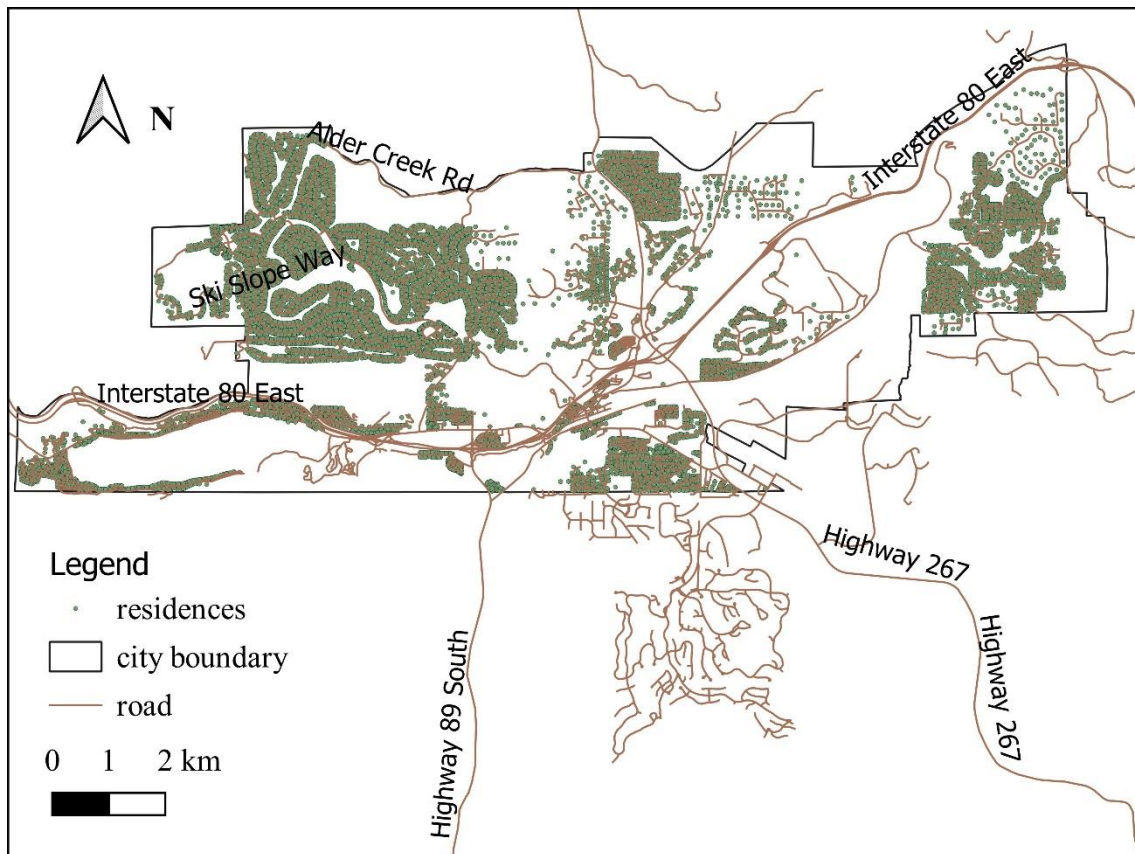 N
Alder Creek Rd
Interstate 80 East
Ski Slope Way
Interstate 80 East
Highway 267
Highway 89 South
Highway 267
Legend
residences
city boundary
road
0 1 2 km